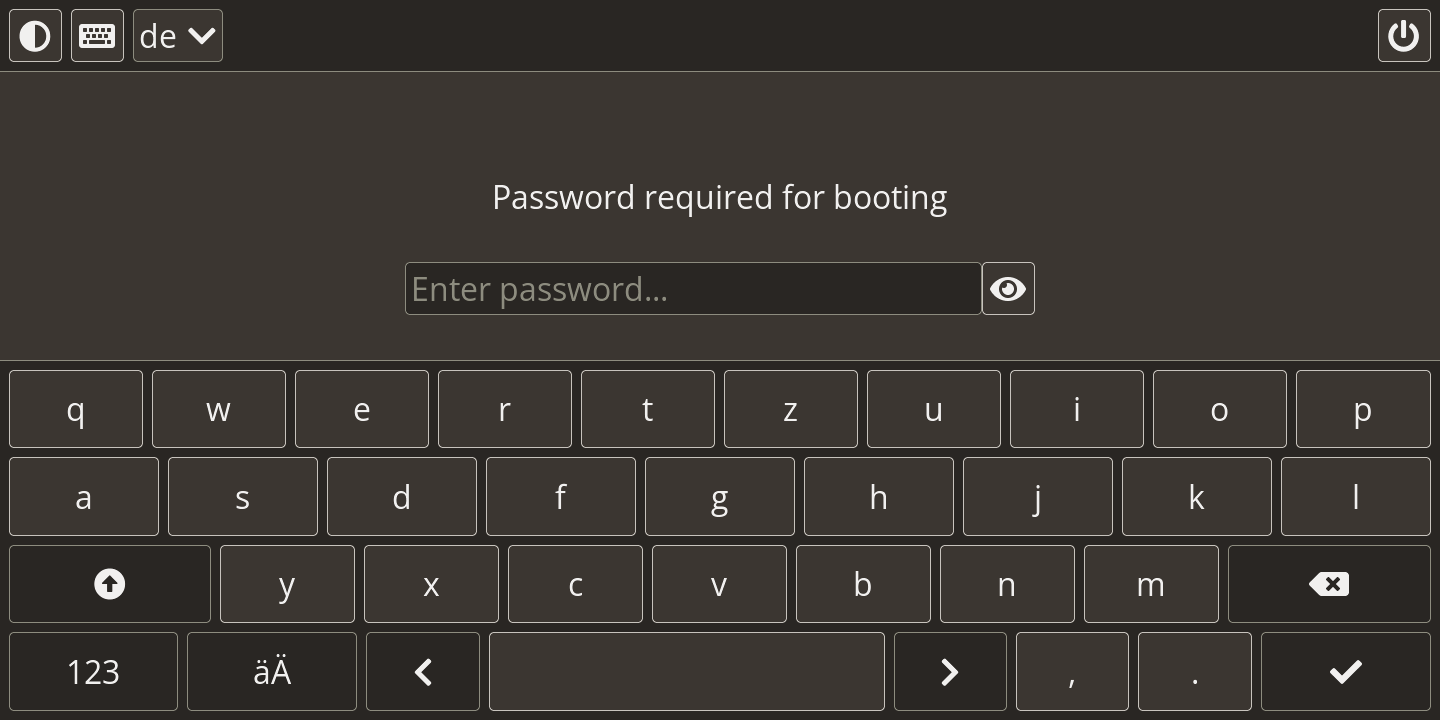 de
Password required for booting
Enter password...
q w e r t z u i o p
a s d f g h j k l
y x c v b n m
123 äÄ , .